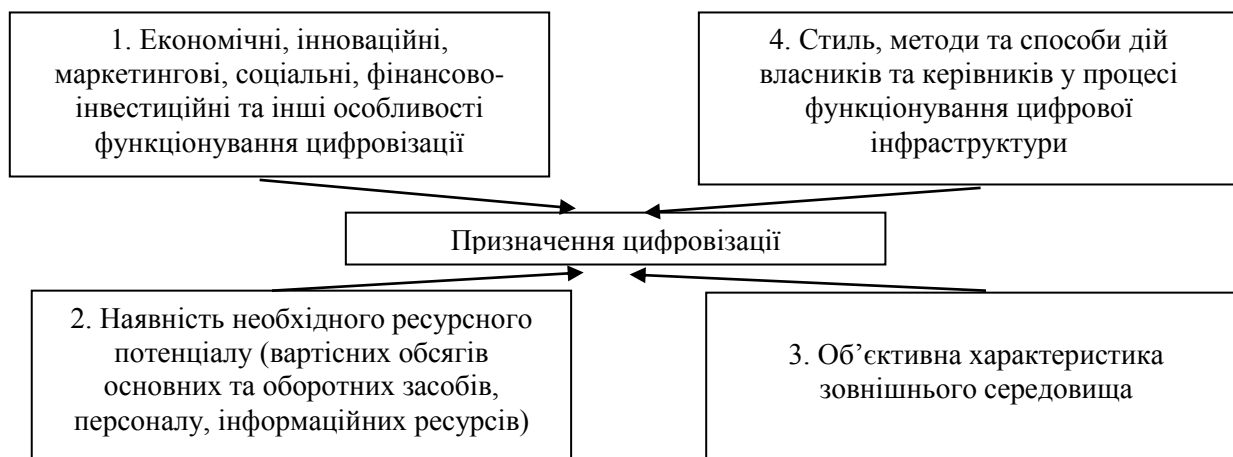 1. Економічні, інноваційні,
маркетингові, соціальні, фінансово-
інвестиційні та інші особливості
функціонування цифровізації
4. Стиль, методи та способи дій
власників та керівників у процесі
функціонування цифрової
інфраструктури
Призначення цифровізації
2. Наявність необхідного ресурсного
потенціалу (вартісних обсягів
основних та оборотних засобів,
персоналу, інформаційних ресурсів)
3. Об’єктивна характеристика
зовнішнього середовища